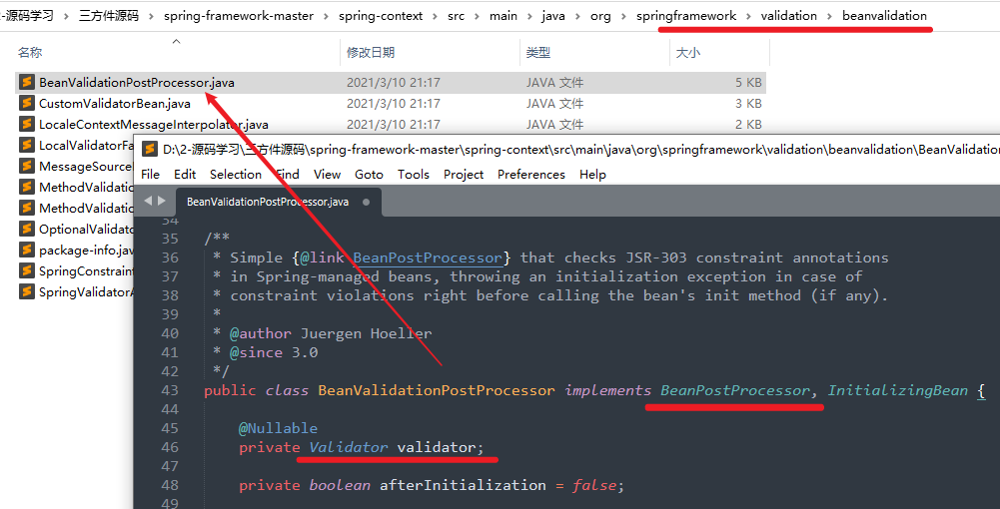 2-源码学习 › 三方件源码 › spring-framework-master › spring-context › src › main › java › org › springframework › validation › beanvalidation
名称 修改日期 类型 大小
BeanValidationPostProcessor.java 2021/3/10 21:17 JAVA 文件 5 KB
CustomValidatorBean.java 2021/3/10 21:17 JAVA 文件 3 KB
LocaleContextMessageInterpolator.java 2021/3/10 21:17 JAVA 文件 2 KB
LocalValidatorFa
MessageSourceR
MethodValidatio
MethodValidatio
OptionalValidato
package-info.jav
SpringConstraint
SpringValidatorA
D:\2-源码学习\三方件源码\spring-framework-master\spring-context\src\main\java\org\springframework\validation\beanvalidation\BeanValidation
File Edit Selection Find View Goto Tools Project Preferences Help
BeanValidationPostProcessor.java
34
35 /**
36 * Simple {@link BeanPostProcessor} that checks JSR-303 constraint annotations
37 * in Spring-managed beans, throwing an initialization exception in case of
38 * constraint violations right before calling the bean's init method (if any).
39 *
40 * @author Juergen Hoeller
41 * @since 3.0
42 */
43 public class BeanValidationPostProcessor implements BeanPostProcessor, InitializingBean {
44
45 @Nullable
46 private Validator validator;
47
48 private boolean afterInitialization = false;
49